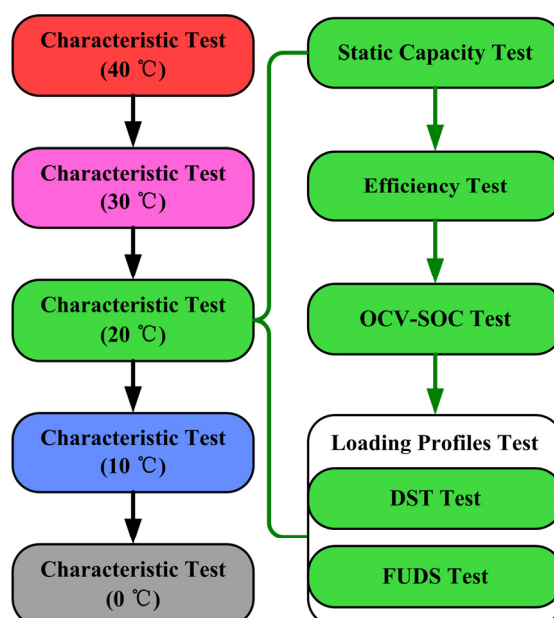 Characteristic Test
(40 ℃)
Characteristic Test
(30 ℃)
Characteristic Test
(20 ℃)
Characteristic Test
(10 ℃)
Characteristic Test
(0 ℃)
Static Capacity Test
Efficiency Test
OCV-SOC Test
Loading Profiles Test
DST Test
FUDS Test